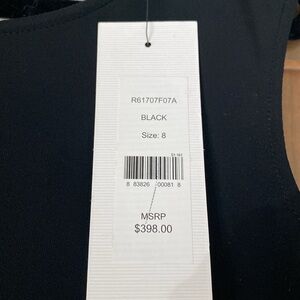 R61707F07A
BLACK
Size: 8
8 83826 00081 8
MSRP
$398.00